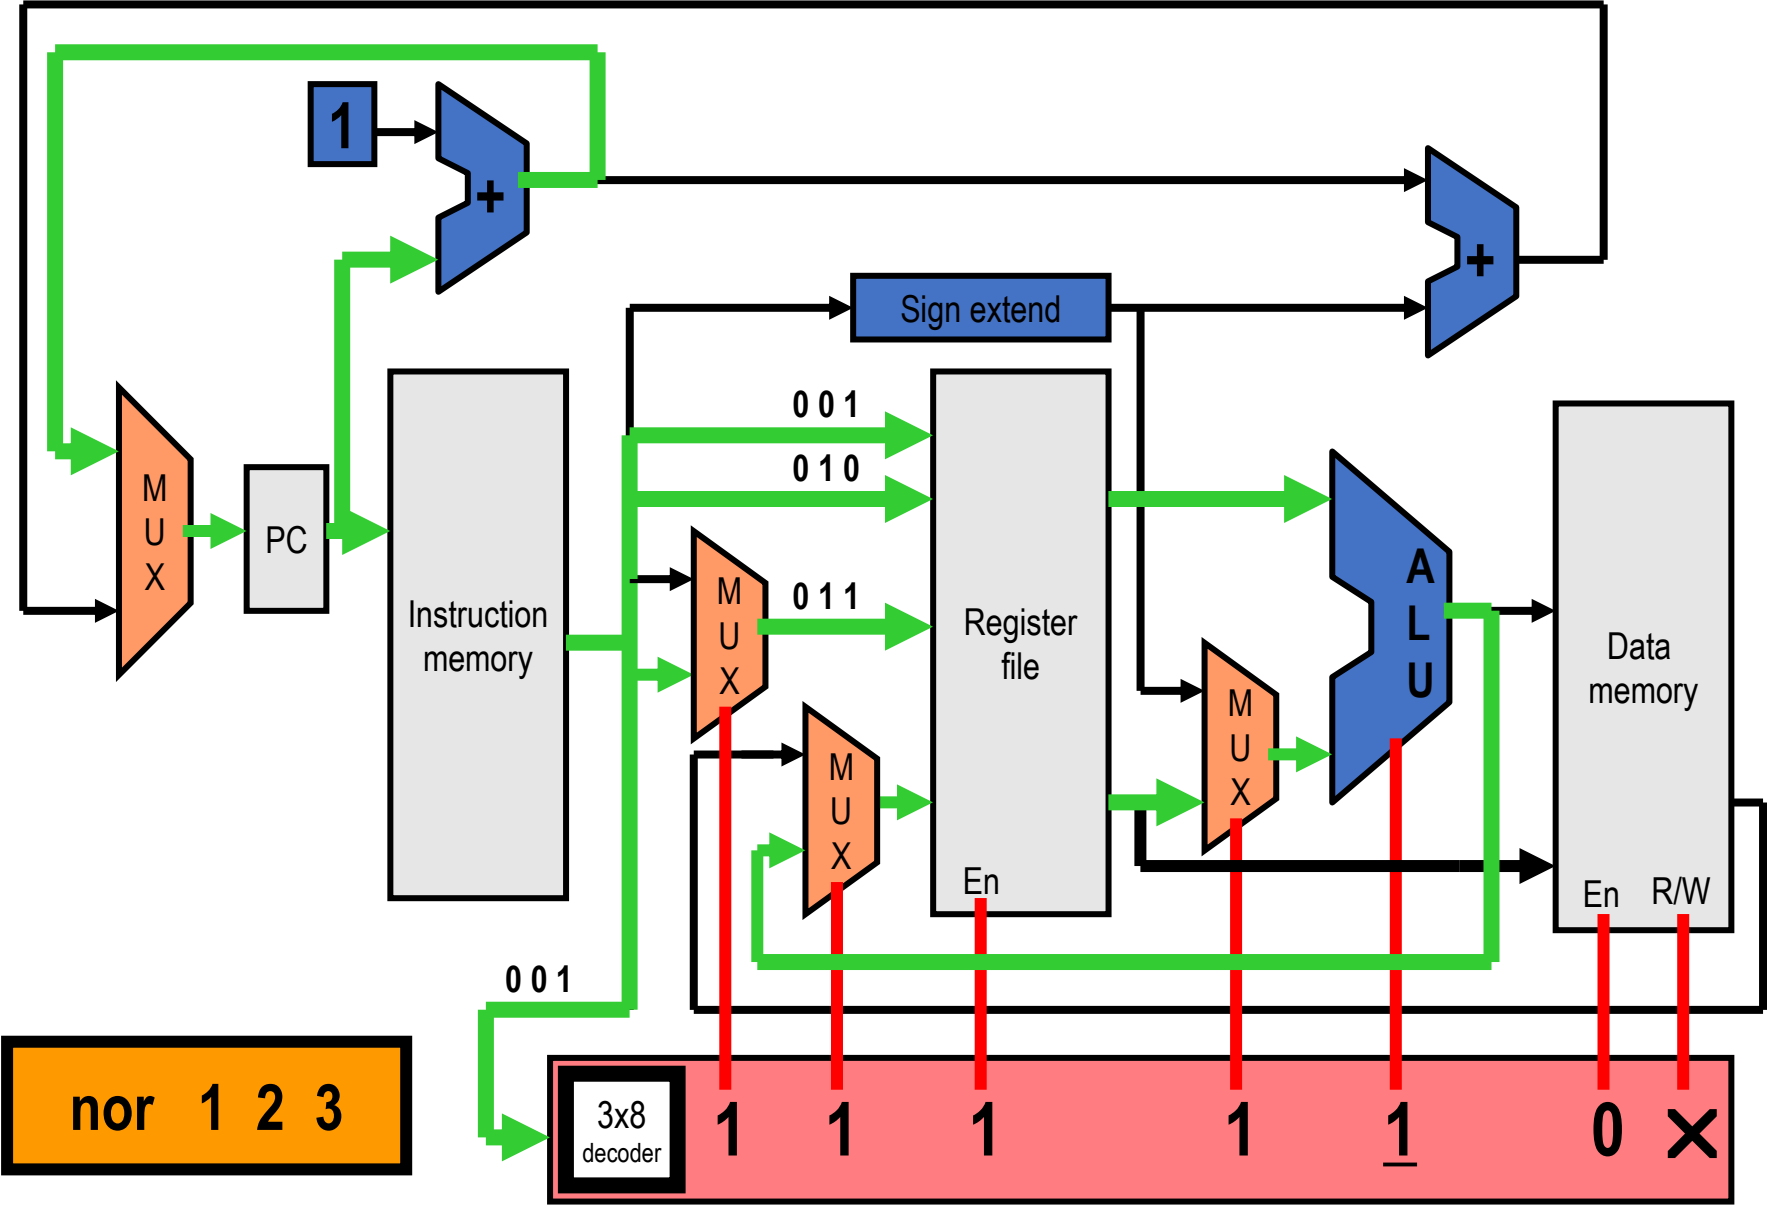 1
+
+
Sign extend
0 0 1
0 1 0
M
U
X
PC
Instruction
memory
M
U
X
0 1 1
Register
file
A
L
U
Data
memory
M
U
X
M
U
X
En
En
R/W
0 0 1
nor 1 2 3
3x8
decoder
1 1 1 1 1 0 X